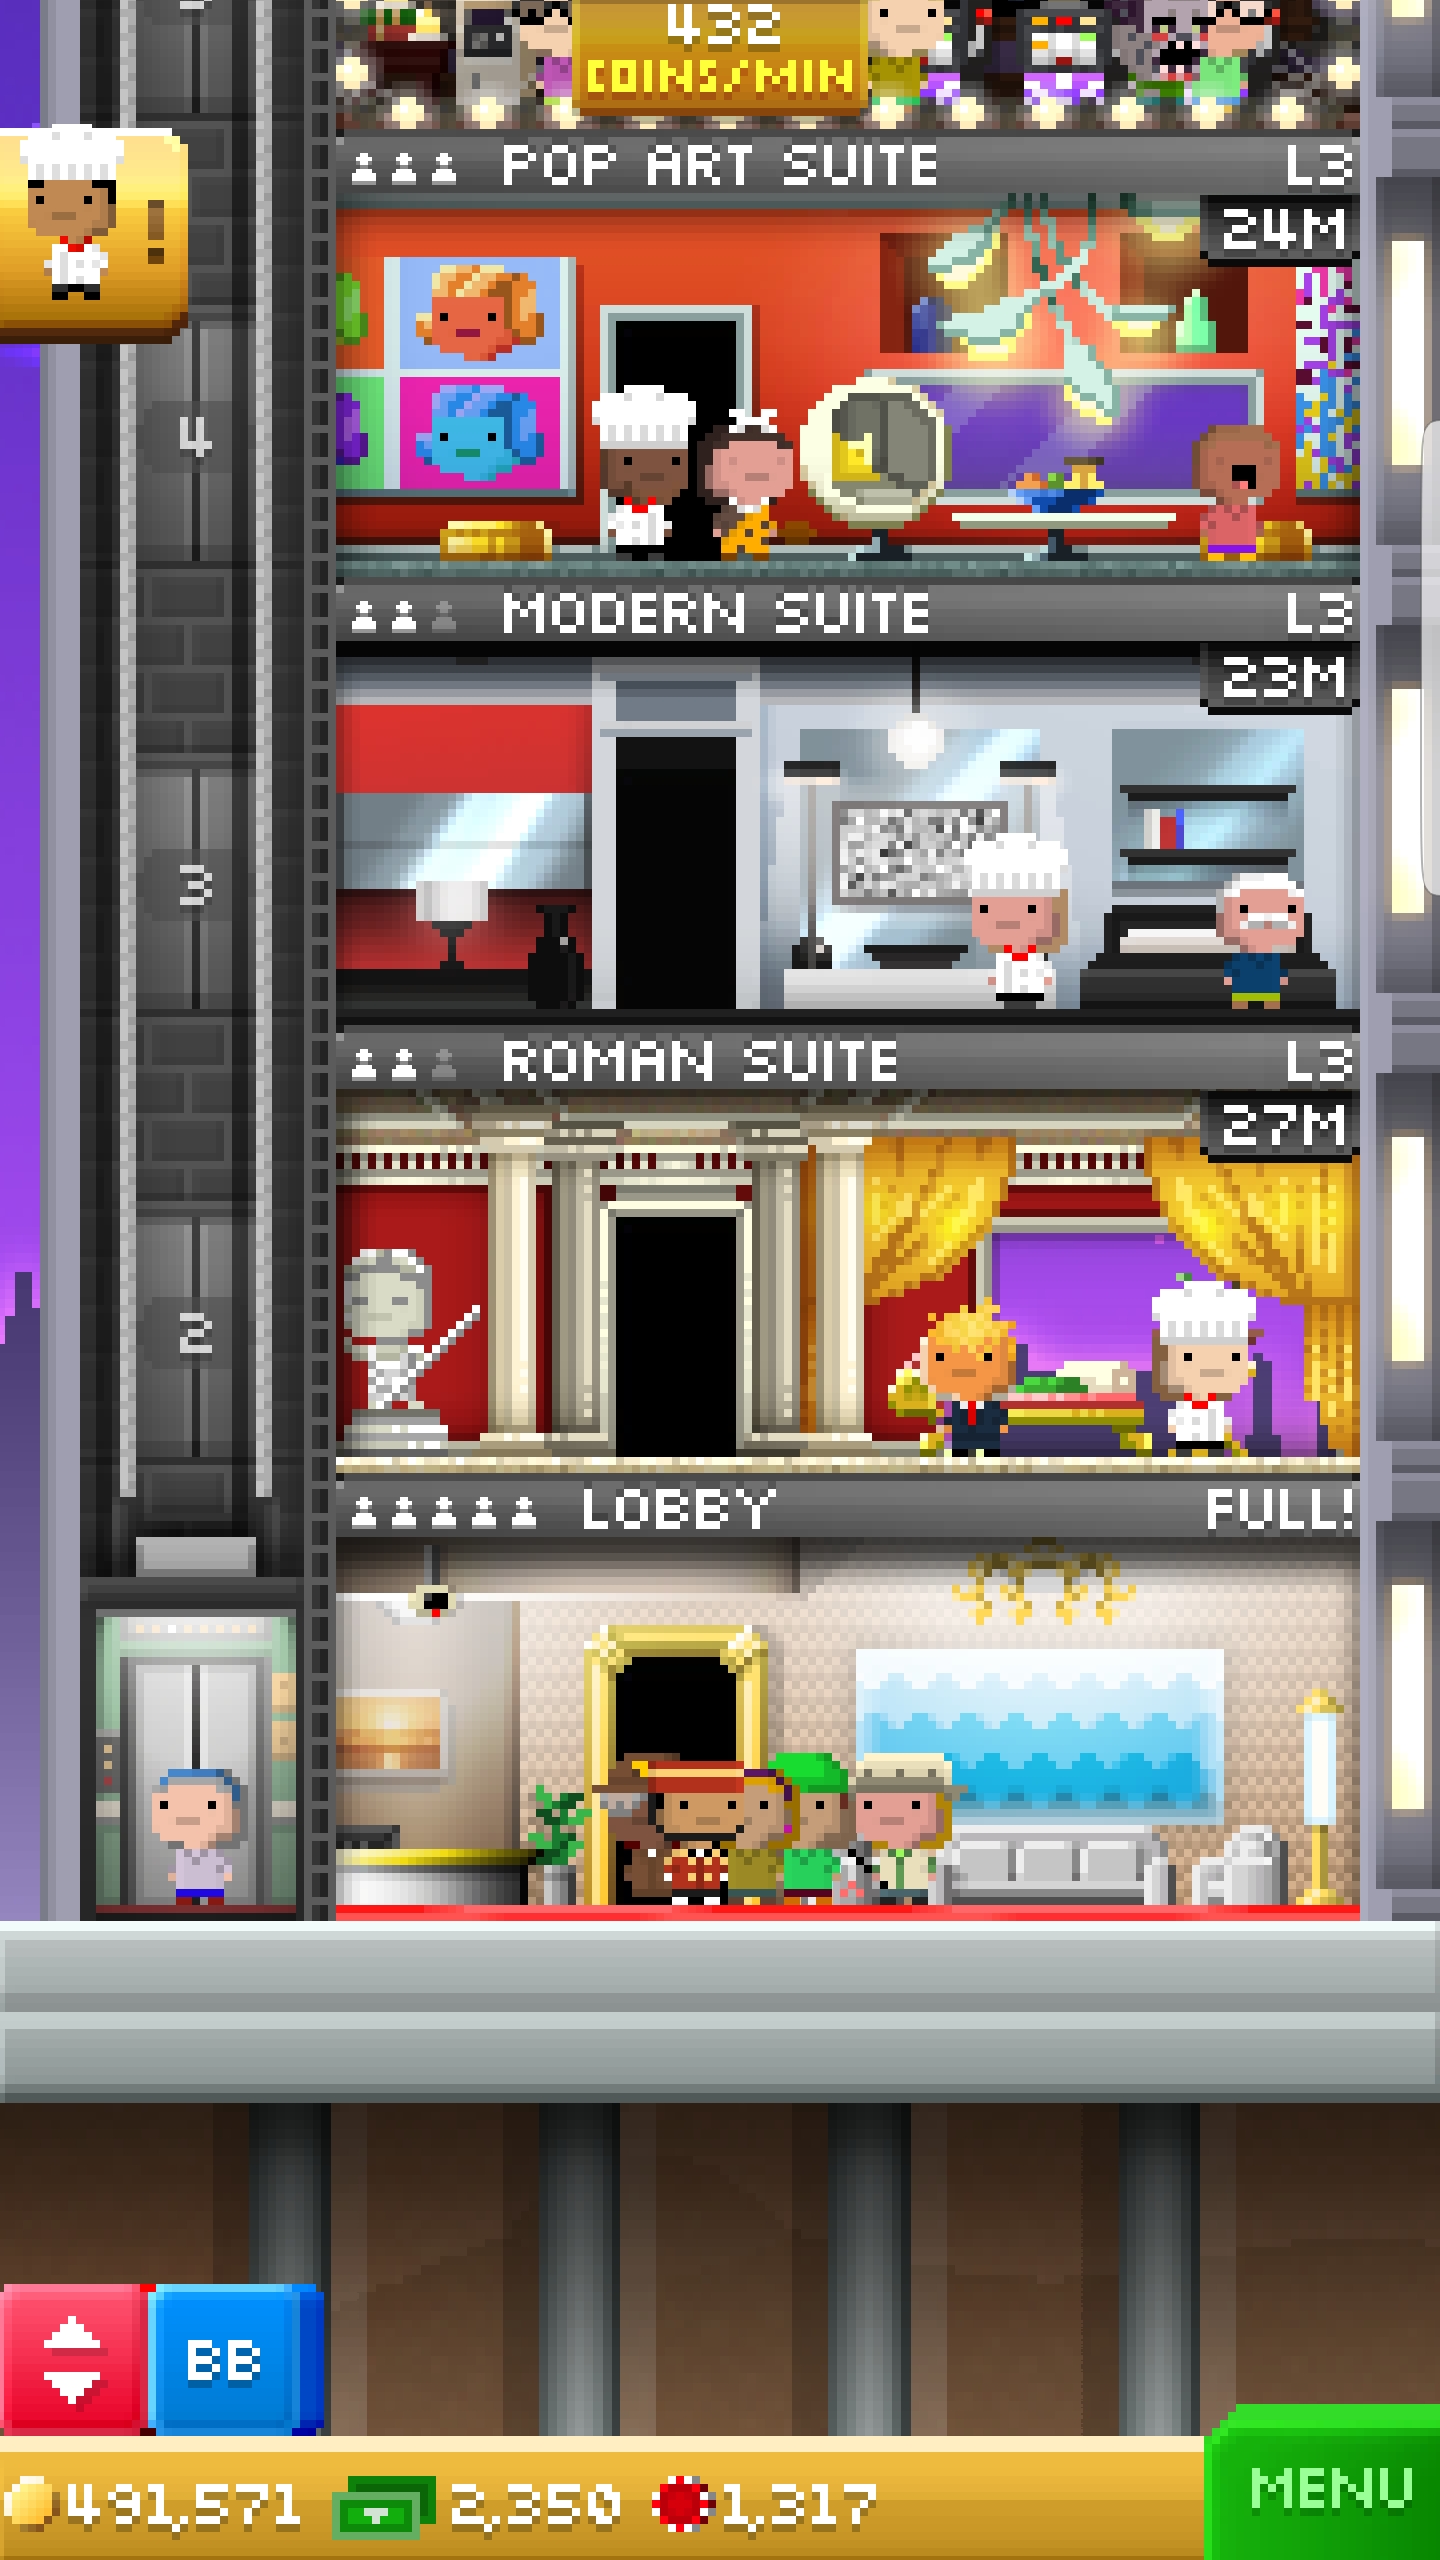 432
COINS/MIN
POP ART SUITE L3
24M
!
4
MODERN SUITE L3
23M
3
ROMAN SUITE L3
27M
2
LOBBY FULL!
BB
491,571 2,350 1,317
MENU